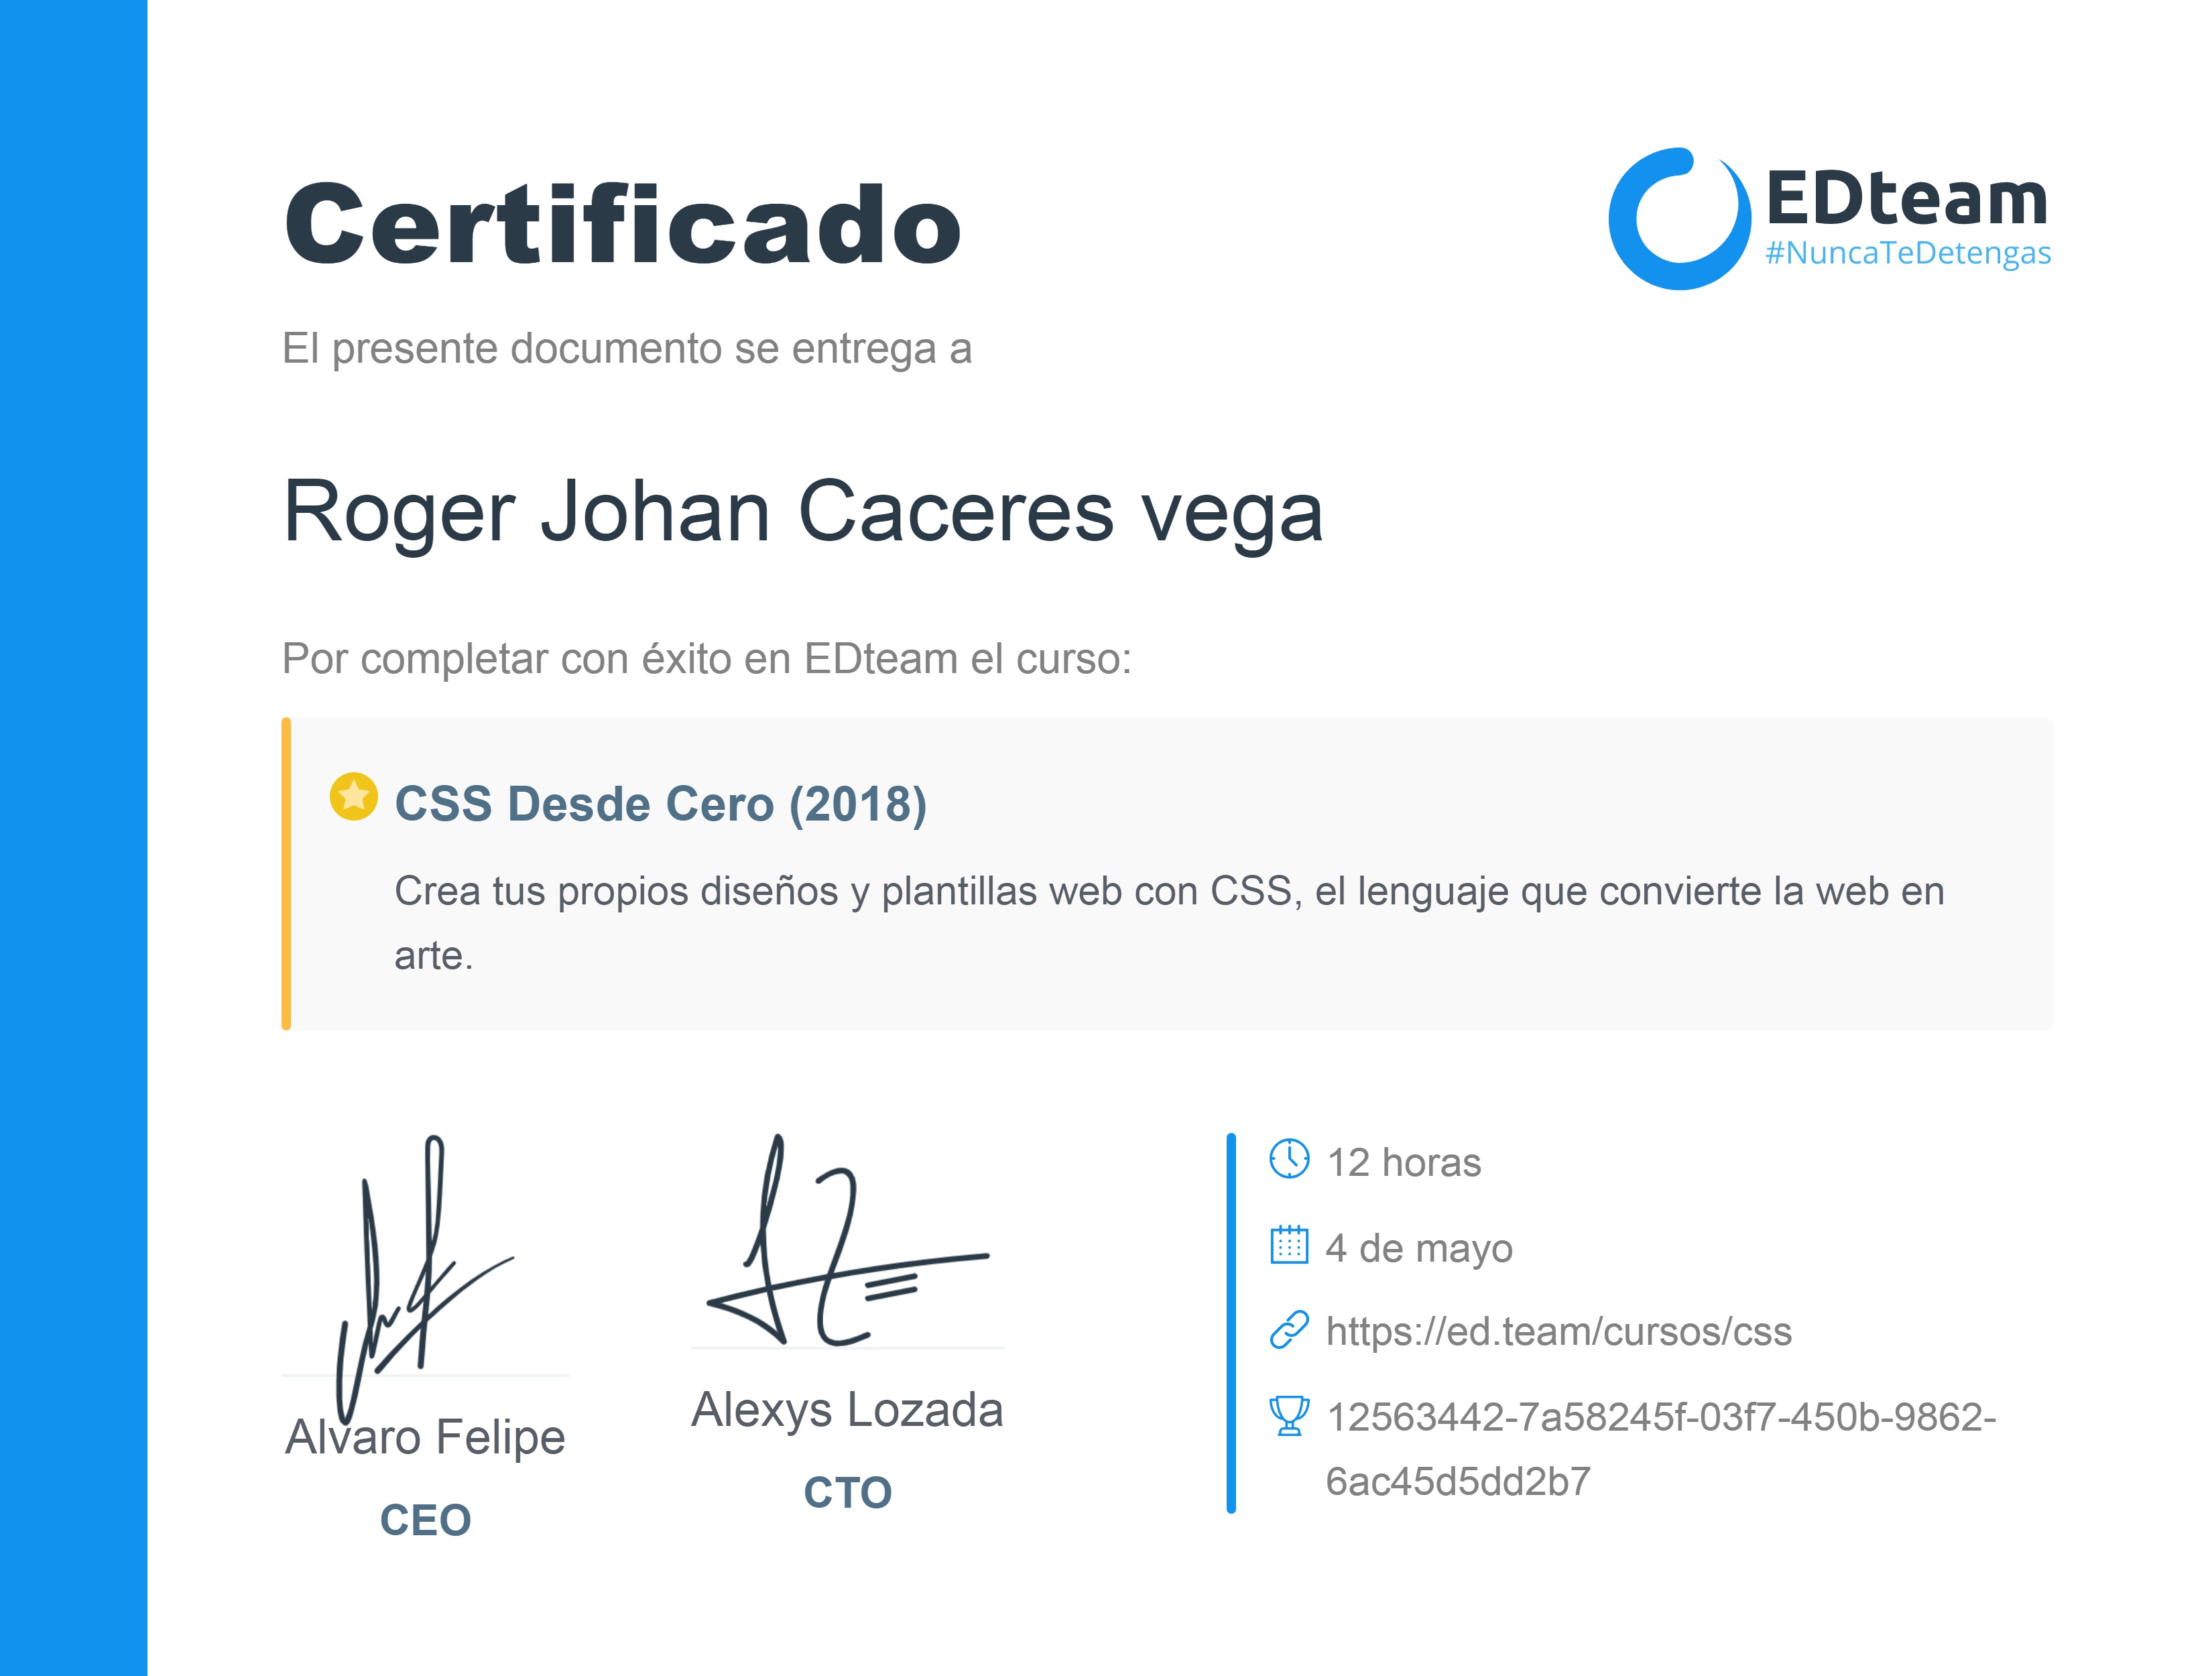 Certificado
EDteam
#NuncaTeDetengas
El presente documento se entrega a
Roger Johan Caceres vega
Por completar con éxito en EDteam el curso:
CSS Desde Cero (2018)
Crea tus propios diseños y plantillas web con CSS, el lenguaje que convierte la web en
arte.
Alvaro Felipe
CEO
Alexys Lozada
CTO
12 horas
4 de mayo
https://ed.team/cursos/css
12563442-7a58245f-03f7-450b-9862-
6ac45d5dd2b7